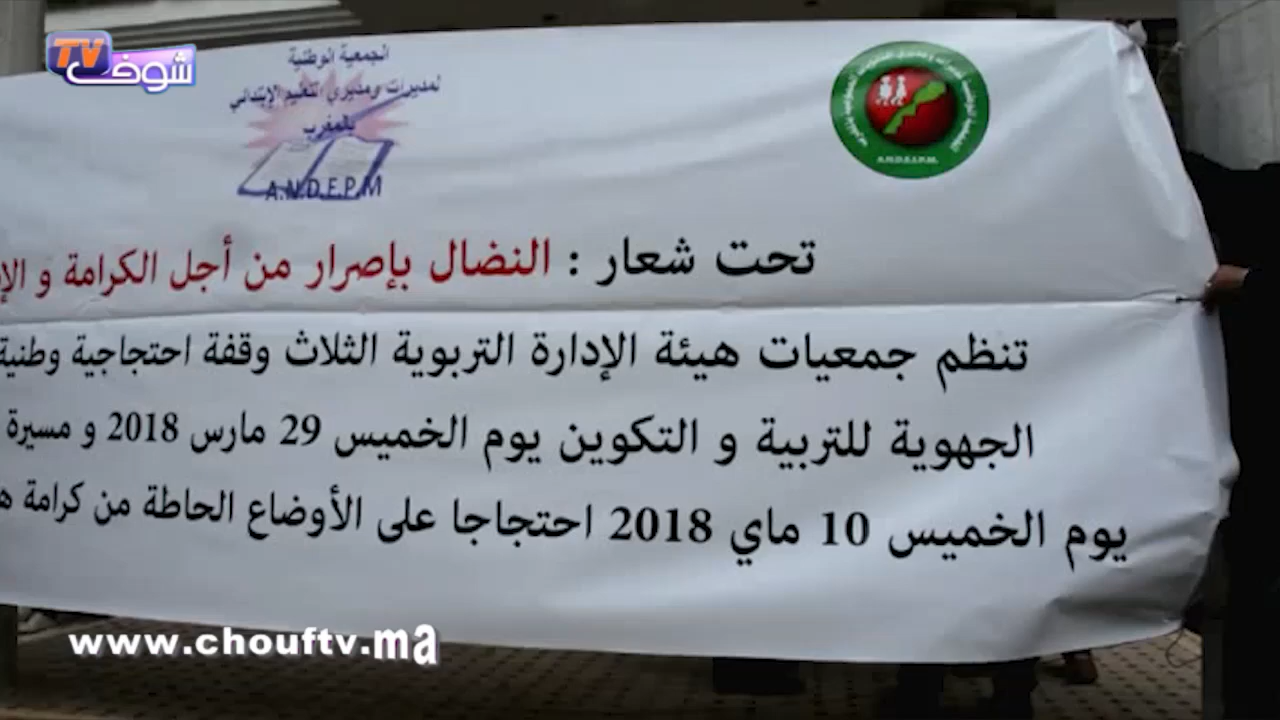 شوف TV
الجمعية الوطنية
لمديرات ومديري التعليم الإبتدائي
بالمغرب
A.N.D.E.P.M
A.N.D.E.I.P.M.
تحت شعار : النضال بإصرار من أجل الكرامة و الإ
تنظم جمعيات هيئة الإدارة التربوية الثلاث وقفة احتجاجية وطنية
الجهوية للتربية و التكوين يوم الخميس 29 مارس 2018 و مسيرة
يوم الخميس 10 ماي 2018 احتجاجا على الأوضاع الحاطة من كرامة ه
www.chouftv.ma